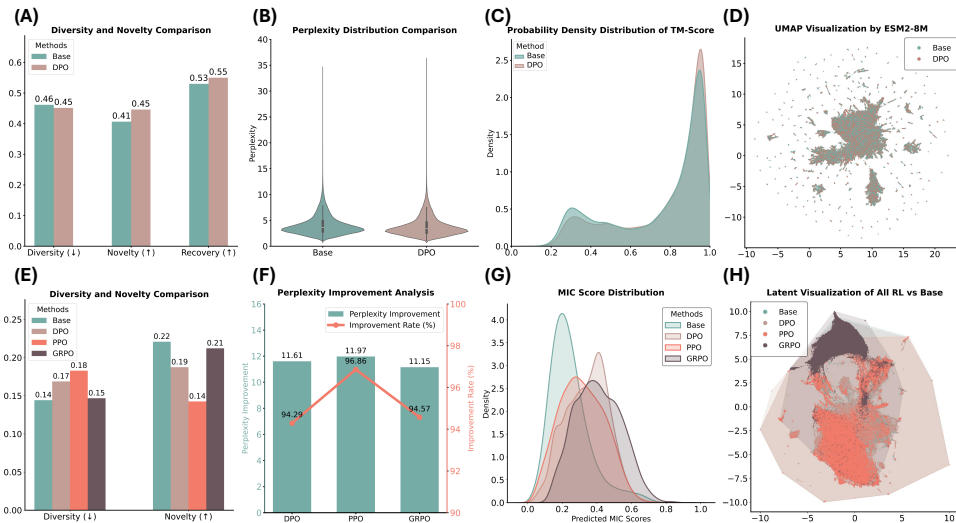 (A)
Diversity and Novelty Comparison
Methods
Base
DPO
0.6
0.5
0.4
0.3
0.2
0.1
0.0
0.46
0.45
0.41
0.45
0.53
0.55
Diversity (↓)
Novelty (↑)
Recovery (↑)
(B)
Perplexity Distribution Comparison
Perplexity
40
35
30
25
20
15
10
5
0
Base
DPO
(C)
Probability Density Distribution of TM-Score
Method
Base
DPO
Density
2.5
2.0
1.5
1.0
0.5
0.0
0.0 0.2 0.4 0.6 0.8 1.0
(D)
UMAP Visualization by ESM2-8M
Base
DPO
15
10
5
0
−5
−10
−5 0 5 10 15 20
(E)
Diversity and Novelty Comparison
Methods
Base
DPO
PPO
GRPO
0.25
0.20
0.15
0.10
0.05
0.00
0.14
0.17
0.18
0.15
0.22
0.19
0.14
0.21
Diversity (↓)
Novelty (↑)
(F)
Perplexity Improvement Analysis
Perplexity Improvement
Improvement Rate (%)
Perplexity Improvement
16
14
12
10
8
6
4
2
0
11.61
11.97
11.15
94.29
96.86
94.57
DPO
PPO
GRPO
100
98
96
94
92
90
Improvement Rate (%)
(G)
MIC Score Distribution
Methods
Base
DPO
PPO
GRPO
Density
4.0
3.5
3.0
2.5
2.0
1.5
1.0
0.5
0.0
0.0 0.2 0.4 0.6 0.8 1.0
Predicted MIC Scores
(H)
Latent Visualization of All RL vs Base
Base
DPO
PPO
GRPO
10.0
7.5
5.0
2.5
0.0
−2.5
−5.0
−7.5
−10.0
−10 −5 0 5 10